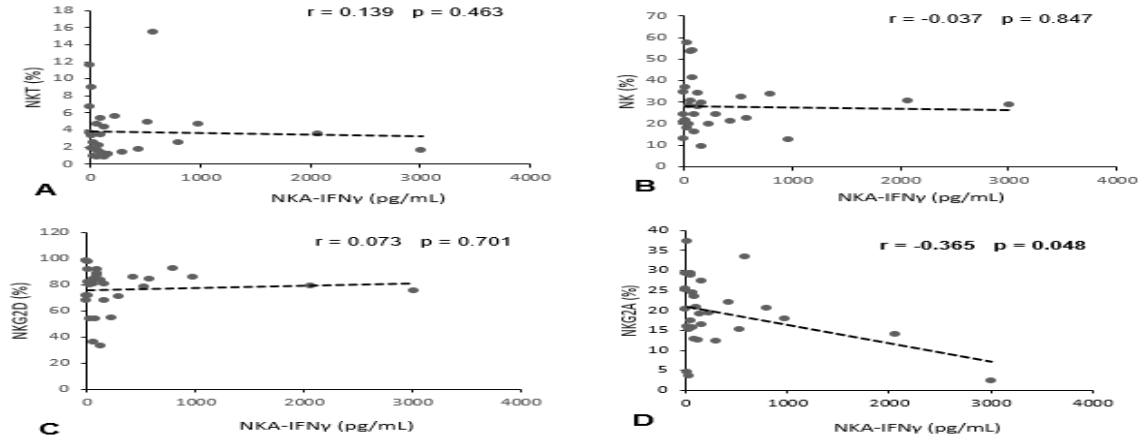 r = 0.139 p = 0.463
NKT (%)
18
16
14
12
10
8
6
4
2
0
0 1000 2000 3000 4000
NKA-IFNγ (pg/mL)
A
r = -0.037 p = 0.847
NK (%)
70
60
50
40
30
20
10
0
0 1000 2000 3000 4000
NKA-IFNγ (pg/mL)
B
r = 0.073 p = 0.701
NKG2D (%)
120
100
80
60
40
20
0
0 1000 2000 3000 4000
NKA-IFNγ (pg/mL)
C
r = -0.365 p = 0.048
NKG2A (%)
40
35
30
25
20
15
10
5
0
0 1000 2000 3000 4000
NKA-IFNγ (pg/mL)
D